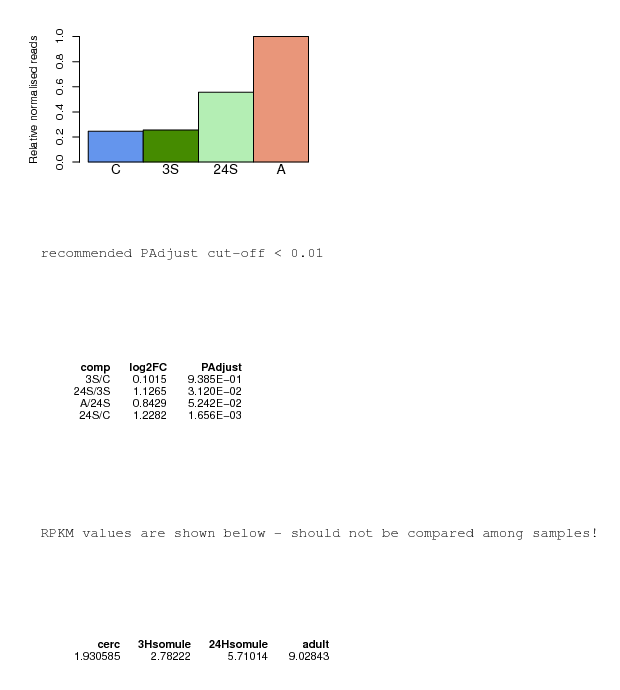 Relative normalised reads
1.0
0.8
0.6
0.4
0.2
0.0
C 3S 24S A
recommended PAdjust cut-off < 0.01
comp log2FC PAdjust
3S/C 0.1015 9.385E-01
24S/3S 1.1265 3.120E-02
A/24S 0.8429 5.242E-02
24S/C 1.2282 1.656E-03
RPKM values are shown below - should not be compared among samples!
cerc 3Hsomule 24Hsomule adult
1.930585 2.78222 5.71014 9.02843